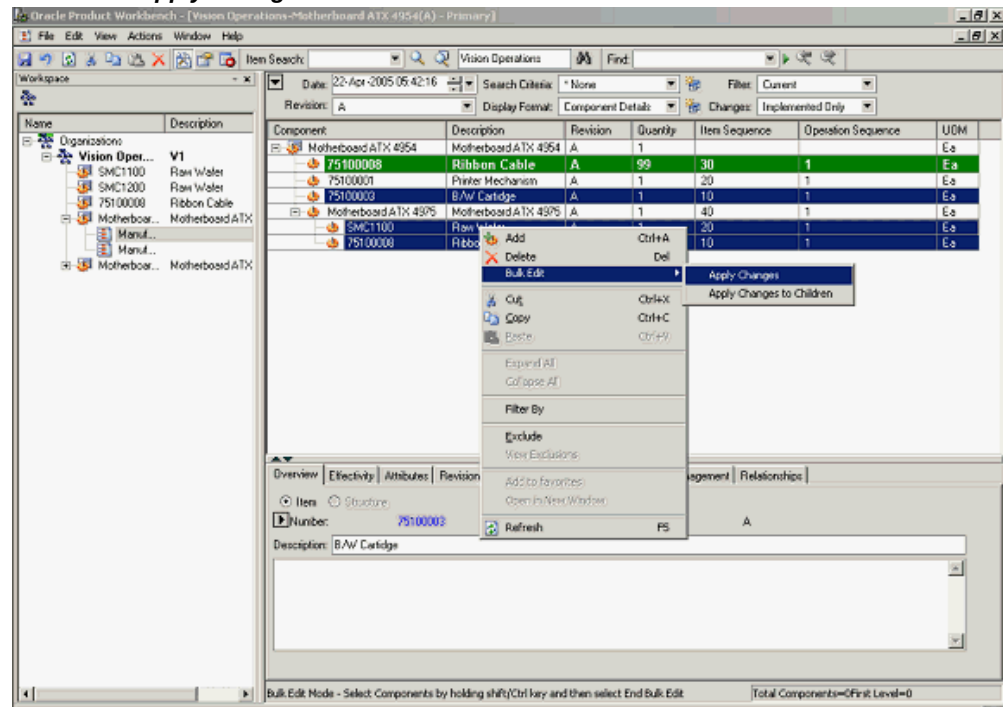 Oracle Product Workbench - [Vision Operations-Motherboard ATX 4954(A) - Primary]
File Edit View Actions Window Help
Item Search: Vision Operations Find:
Workspace
Date: 22-Apr-2005 05:42:16 Search Criteria: * None Filter: Current
Revision: A Display Format: Component Details Changes: Implemented Only
Name Description
Organizations
Vision Oper... V1
SMC1100 Raw Wafer
SMC1200 Raw Wafer
75100008 Ribbon Cable
Motherboar... Motherboard ATX
Manuf...
Manuf...
Motherboar... Motherboard ATX
Component Description Revision Quantity Item Sequence Operation Sequence UOM
Motherboard ATX 4954 Motherboard ATX 4954 A 1 Ea
75100008 Ribbon Cable A 99 30 1 Ea
75100001 Printer Mechanism A 1 20 1 Ea
75100003 B/W Cartidge A 1 10 1 Ea
Motherboard ATX 4975 Motherboard ATX 4975 A 1 40 1 Ea
SMC1100 Raw Wafer A 1 20 1 Ea
75100008 Ribbo 10 1 Ea
Add Ctrl+A
Delete Del
Bulk Edit
Apply Changes
Apply Changes to Children
Cut Ctrl+X
Copy Ctrl+C
Paste Ctrl+V
Expand All
Collapse All
Filter By
Exclude
View Exclusions
Add to favorites
Open in New Window
Refresh F5
Overview Effectivity Attributes Revision agement Relationships
Item Structure
Number: 75100003 A
Description: B/W Cartidge
Bulk Edit Mode - Select Components by holding shift/Ctrl key and then select End Bulk Edit Total Components=0First Level=0